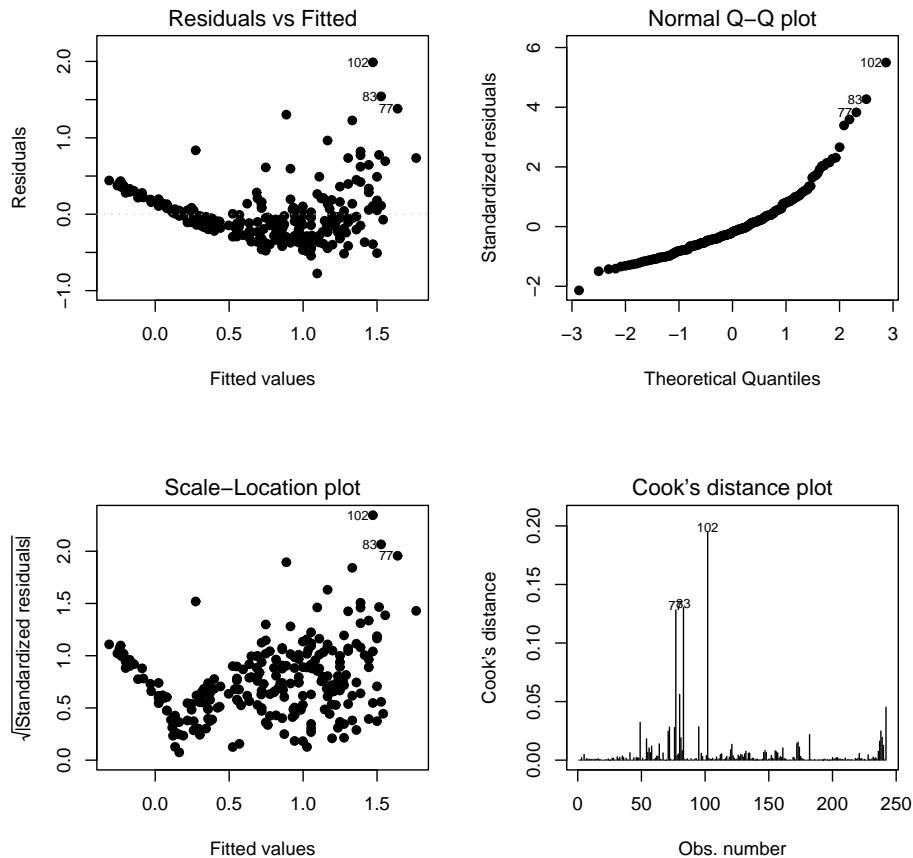 Residuals vs Fitted
Residuals
−1.0 0.0 1.0 2.0
0.0 0.5 1.0 1.5
Fitted values
102
83
77
Normal Q−Q plot
Standardized residuals
−2 0 2 4 6
−3 −2 −1 0 1 2 3
Theoretical Quantiles
102
83
77
Scale−Location plot
√|Standardized residuals|
0.0 0.5 1.0 1.5 2.0
0.0 0.5 1.0 1.5
Fitted values
102
83
77
Cook's distance plot
Cook's distance
0.00 0.05 0.10 0.15 0.20
0 50 100 150 200 250
Obs. number
102
77
83